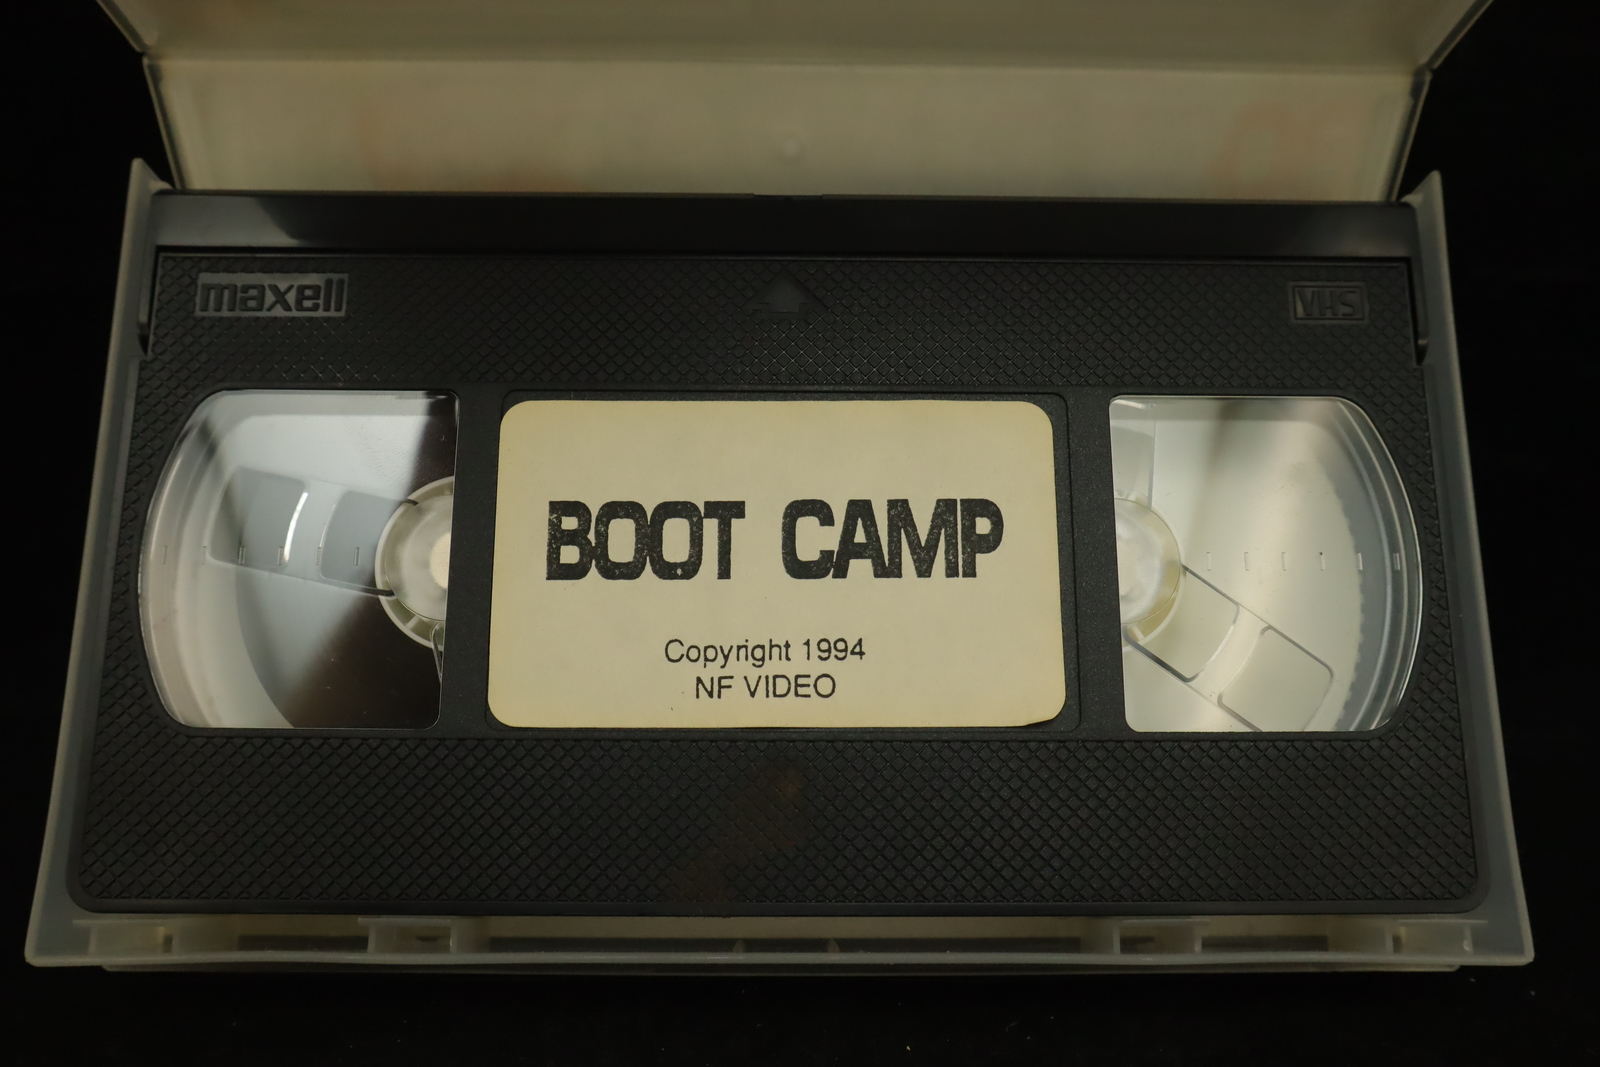 maxell
VHS
BOOT CAMP
Copyright 1994
NF VIDEO